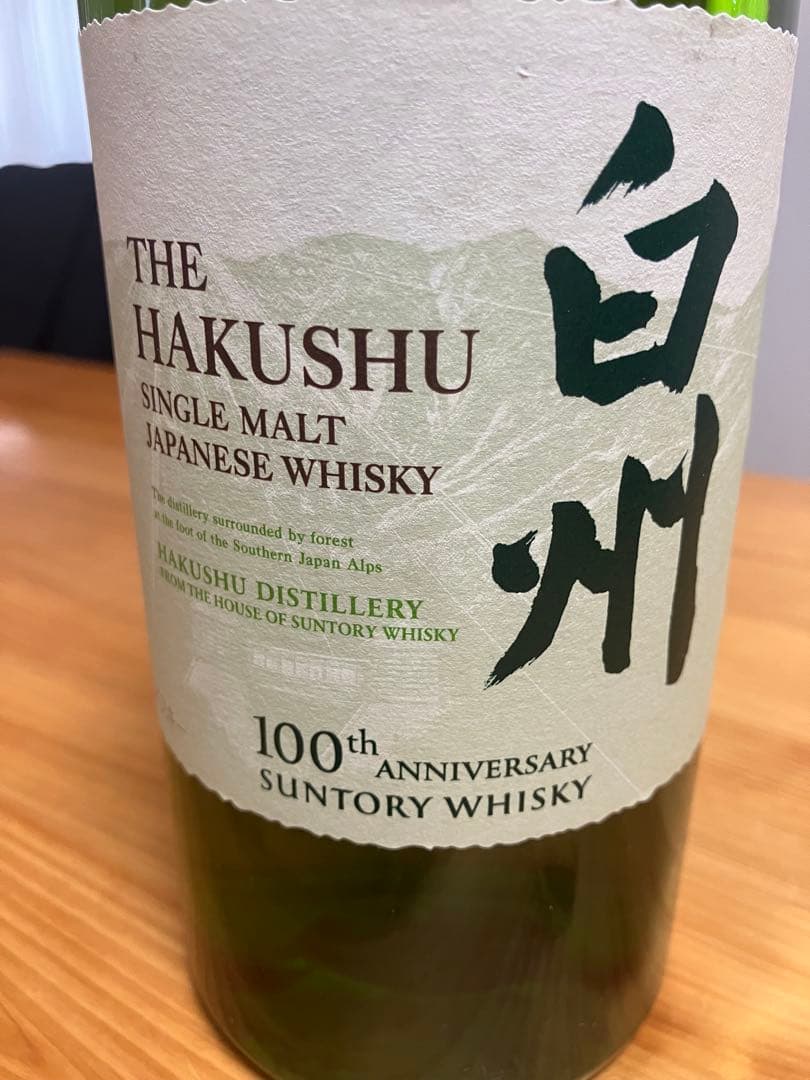 THE
HAKUSHU
SINGLE MALT
JAPANESE WHISKY
The distillery surrounded by forest
at the foot of the Southern Japan Alps
HAKUSHU DISTILLERY
FROM THE HOUSE OF SUNTORY WHISKY
白州
100th ANNIVERSARY
SUNTORY WHISKY